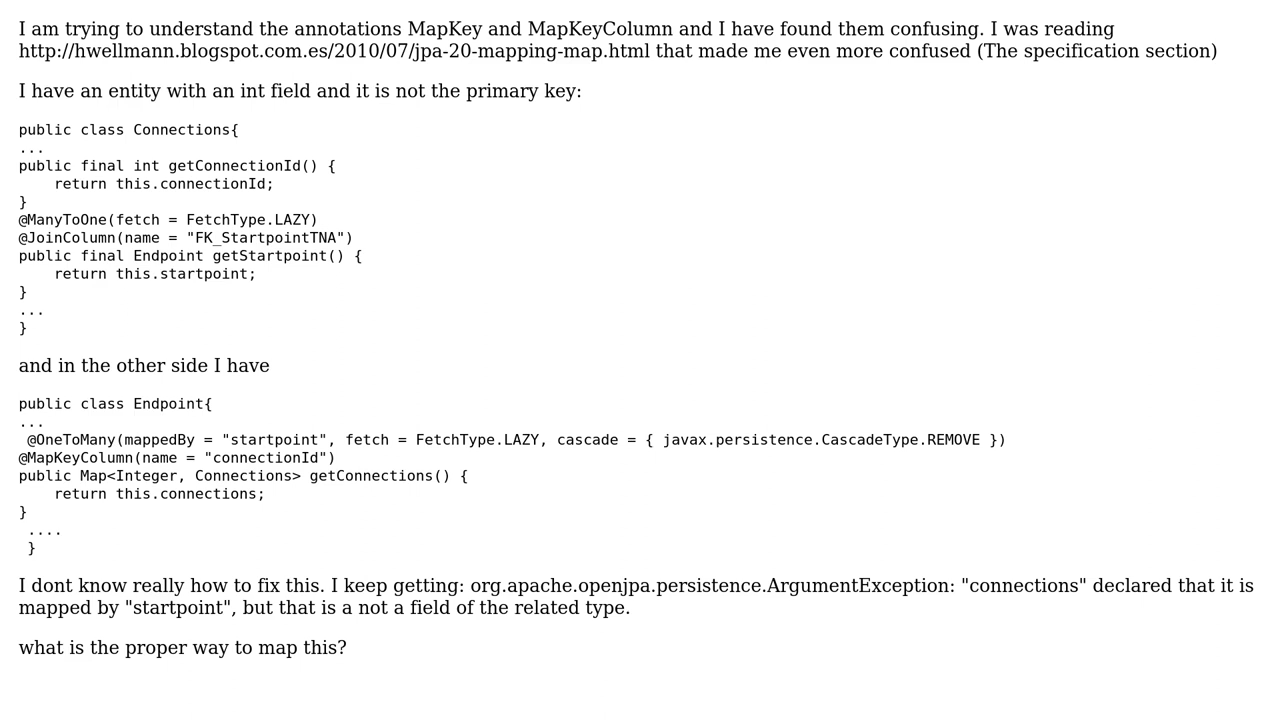 I am trying to understand the annotations MapKey and MapKeyColumn and I have found them confusing. I was reading
http://hwellmann.blogspot.com.es/2010/07/jpa-20-mapping-map.html that made me even more confused (The specification section)
I have an entity with an int field and it is not the primary key:
public class Connections{
...
public final int getConnectionId() {
    return this.connectionId;
}
@ManyToOne(fetch = FetchType.LAZY)
@JoinColumn(name = "FK_StartpointTNA")
public final Endpoint getStartpoint() {
    return this.startpoint;
}
...
}
and in the other side I have
public class Endpoint{
...
 @OneToMany(mappedBy = "startpoint", fetch = FetchType.LAZY, cascade = { javax.persistence.CascadeType.REMOVE })
@MapKeyColumn(name = "connectionId")
public Map<Integer, Connections> getConnections() {
    return this.connections;
}
 ....
 }
I dont know really how to fix this. I keep getting: org.apache.openjpa.persistence.ArgumentException: "connections" declared that it is
mapped by "startpoint", but that is a not a field of the related type.
what is the proper way to map this?